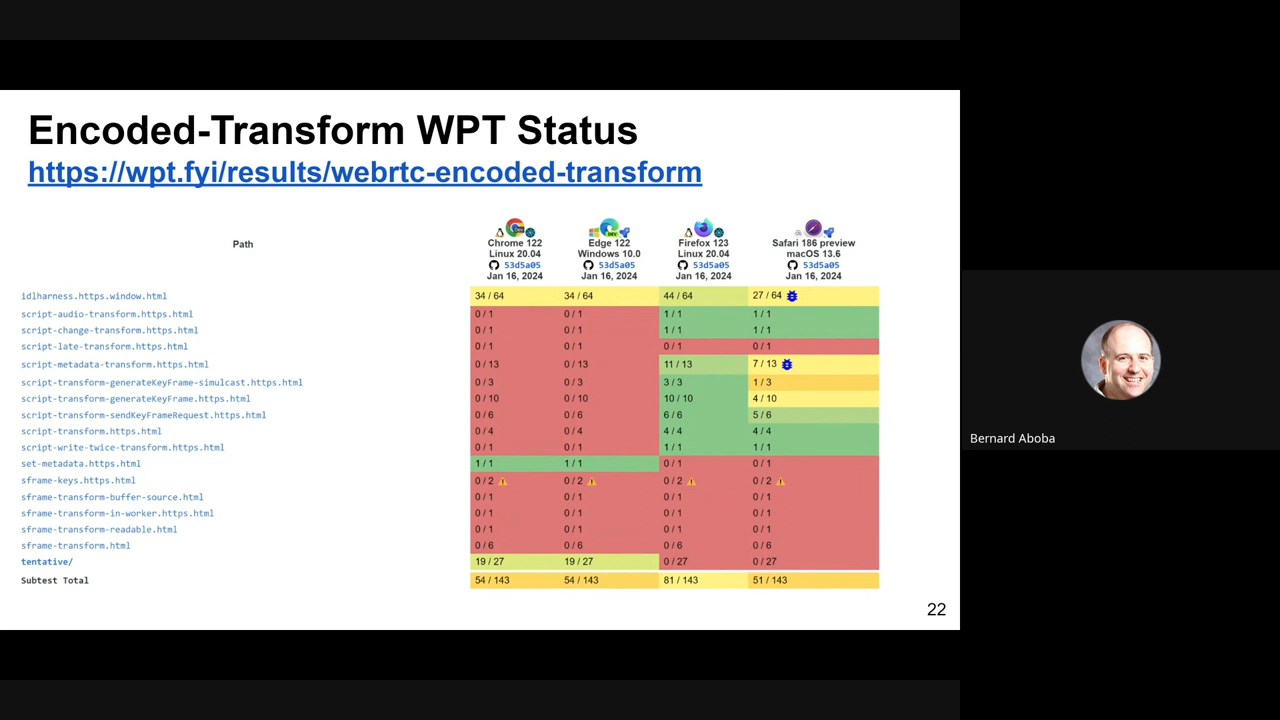 Encoded-Transform WPT Status
https://wpt.fyi/results/webrtc-encoded-transform
Path
Chrome 122 Edge 122 Firefox 123 Safari 186 preview
Linux 20.04 Windows 10.0 Linux 20.04 macOS 13.6
53d5a05 53d5a05 53d5a05 53d5a05
Jan 16, 2024 Jan 16, 2024 Jan 16, 2024 Jan 16, 2024
idlharness.https.window.html 34 / 64 34 / 64 44 / 64 27 / 64
script-audio-transform.https.html 0 / 1 0 / 1 1 / 1 1 / 1
script-change-transform.https.html 0 / 1 0 / 1 1 / 1 1 / 1
script-late-transform.https.html 0 / 1 0 / 1 0 / 1 0 / 1
script-metadata-transform.https.html 0 / 13 0 / 13 11 / 13 7 / 13
script-transform-generateKeyFrame-simulcast.https.html 0 / 3 0 / 3 3 / 3 1 / 3
script-transform-generateKeyFrame.https.html 0 / 10 0 / 10 10 / 10 4 / 10
script-transform-sendKeyFrameRequest.https.html 0 / 6 0 / 6 6 / 6 5 / 6
script-transform.https.html 0 / 4 0 / 4 4 / 4 4 / 4
script-write-twice-transform.https.html 0 / 1 0 / 1 1 / 1 1 / 1
set-metadata.https.html 1 / 1 1 / 1 0 / 1 0 / 1
sframe-keys.https.html 0 / 2 0 / 2 0 / 2 0 / 2
sframe-transform-buffer-source.html 0 / 1 0 / 1 0 / 1 0 / 1
sframe-transform-in-worker.https.html 0 / 1 0 / 1 0 / 1 0 / 1
sframe-transform-readable.html 0 / 1 0 / 1 0 / 1 0 / 1
sframe-transform.html 0 / 6 0 / 6 0 / 6 0 / 6
tentative/ 19 / 27 19 / 27 0 / 27 0 / 27
Subtest Total 54 / 143 54 / 143 81 / 143 51 / 143
22
Bernard Aboba